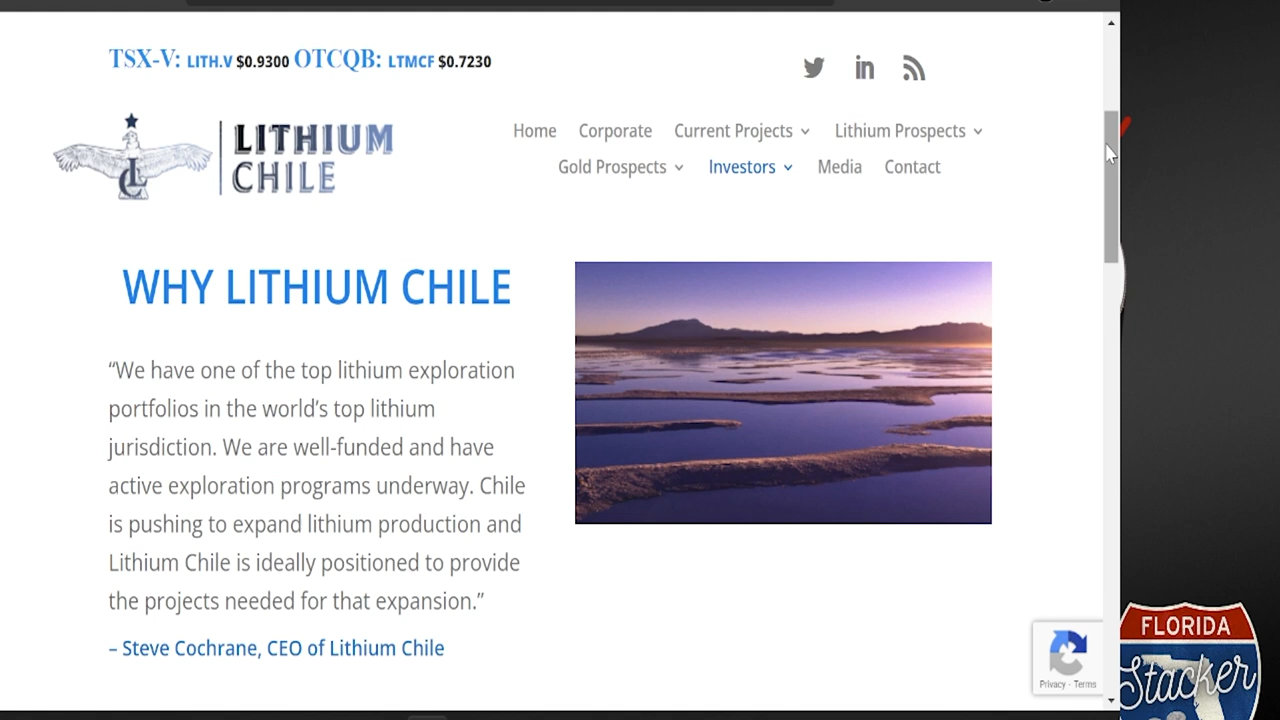 TSX-V: LITH.V $0.9300 OTCQB: LTMCF $0.7230
LITHIUM
CHILE
LC
Home Corporate Current Projects Lithium Prospects
Gold Prospects Investors Media Contact
WHY LITHIUM CHILE
“We have one of the top lithium exploration
portfolios in the world’s top lithium
jurisdiction. We are well-funded and have
active exploration programs underway. Chile
is pushing to expand lithium production and
Lithium Chile is ideally positioned to provide
the projects needed for that expansion.”
– Steve Cochrane, CEO of Lithium Chile
Privacy - Terms
FLORIDA
Stacker